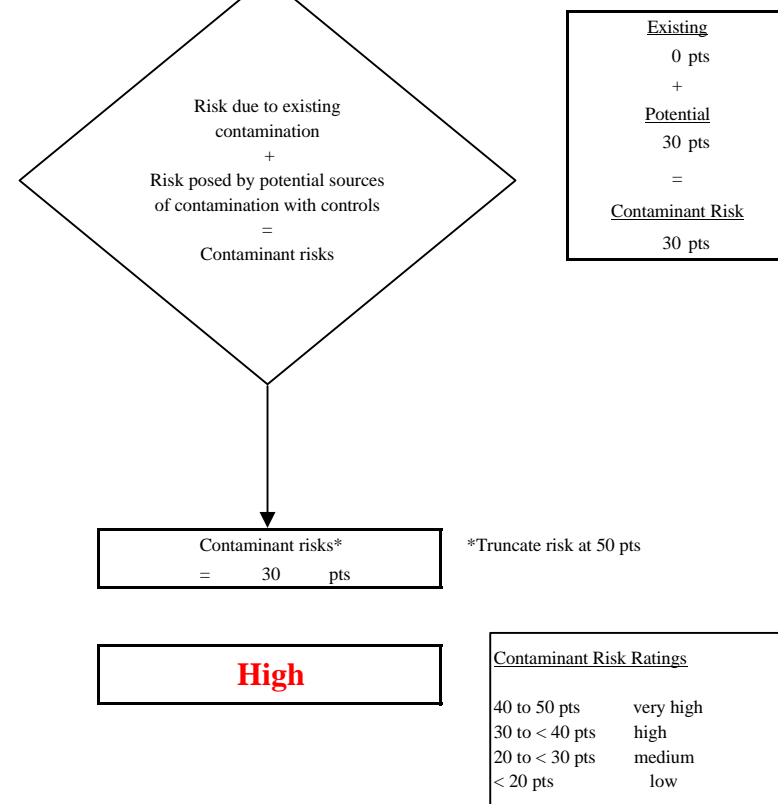 Risk due to existing
contamination
+
Risk posed by potential sources
of contamination with controls
=
Contaminant risks
Existing
0 pts
+
Potential
30 pts
=
Contaminant Risk
30 pts
Contaminant risks*
= 30 pts
*Truncate risk at 50 pts
High
Contaminant Risk Ratings
40 to 50 pts very high
30 to < 40 pts high
20 to < 30 pts medium
< 20 pts low